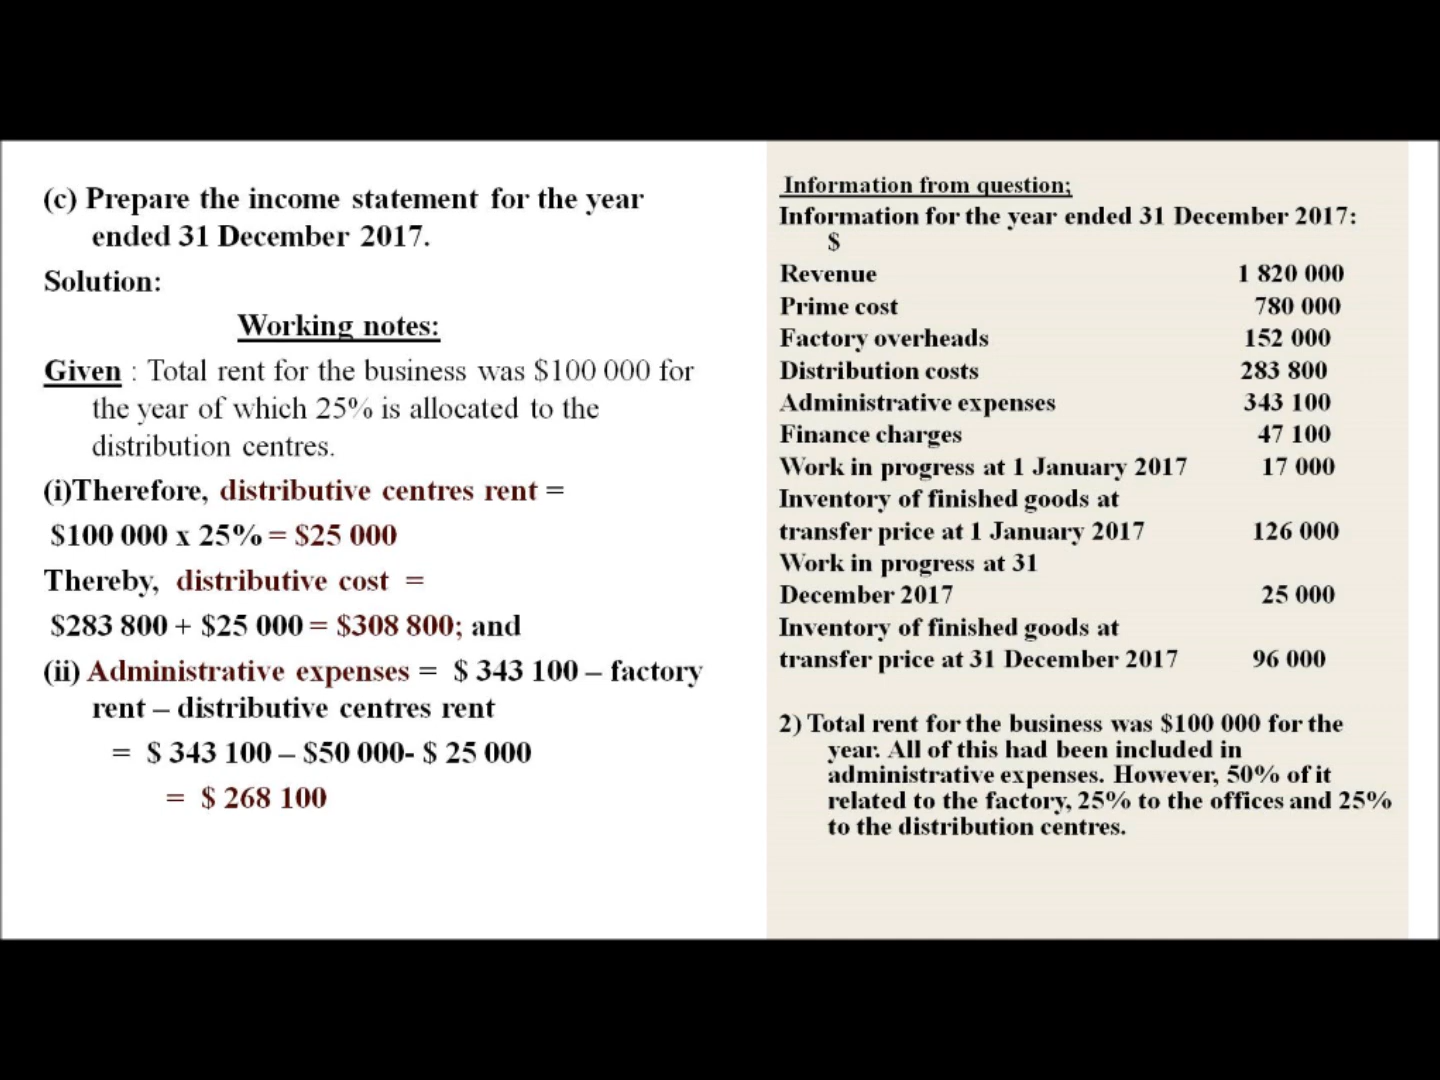 (c) Prepare the income statement for the year
ended 31 December 2017.
Solution:
Working notes:
Given : Total rent for the business was $100 000 for
the year of which 25% is allocated to the
distribution centres.
(i)Therefore, distributive centres rent =
$100 000 x 25% = $25 000
Thereby, distributive cost =
$283 800 + $25 000 = $308 800; and
(ii) Administrative expenses = $ 343 100 – factory
rent – distributive centres rent
= $ 343 100 – $50 000- $ 25 000
= $ 268 100
Information from question;
Information for the year ended 31 December 2017:
$
Revenue 1 820 000
Prime cost 780 000
Factory overheads 152 000
Distribution costs 283 800
Administrative expenses 343 100
Finance charges 47 100
Work in progress at 1 January 2017 17 000
Inventory of finished goods at
transfer price at 1 January 2017 126 000
Work in progress at 31
December 2017 25 000
Inventory of finished goods at
transfer price at 31 December 2017 96 000
2) Total rent for the business was $100 000 for the
year. All of this had been included in
administrative expenses. However, 50% of it
related to the factory, 25% to the offices and 25%
to the distribution centres.